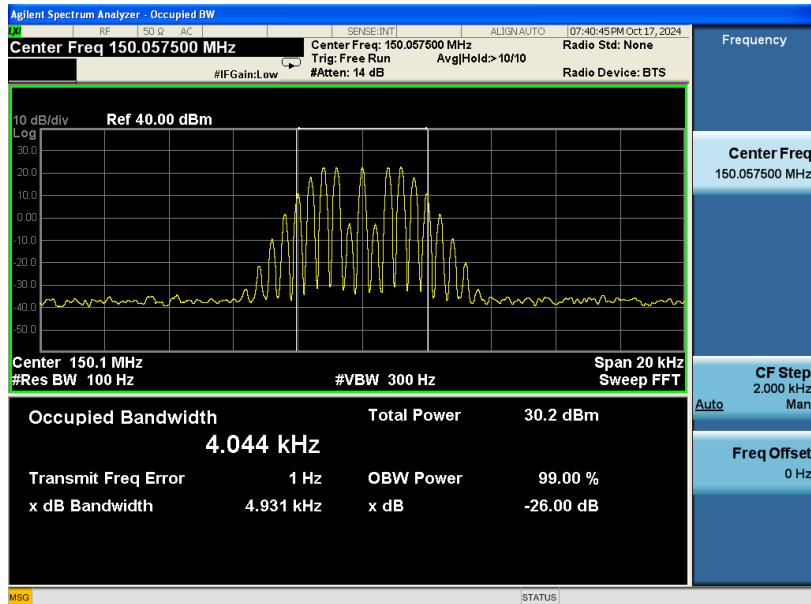 Agilent Spectrum Analyzer - Occupied BW
LXI RF 50 Ω AC SENSE:INT ALIGN AUTO 07:40:45 PM Oct 17, 2024
Center Freq 150.057500 MHz
Center Freq: 150.057500 MHz Radio Std: None
Trig: Free Run Avg|Hold:> 10/10
#IFGain:Low #Atten: 14 dB Radio Device: BTS
10 dB/div Ref 40.00 dBm
Log
30.0
20.0
10.0
0.00
-10.0
-20.0
-30.0
-40.0
-50.0
Center 150.1 MHz Span 20 kHz
#Res BW 100 Hz #VBW 300 Hz Sweep FFT
Occupied Bandwidth Total Power 30.2 dBm
4.044 kHz
Transmit Freq Error 1 Hz OBW Power 99.00 %
x dB Bandwidth 4.931 kHz x dB -26.00 dB
Frequency
Center Freq
150.057500 MHz
CF Step
2.000 kHz
Auto Man
Freq Offset
0 Hz
MSG STATUS